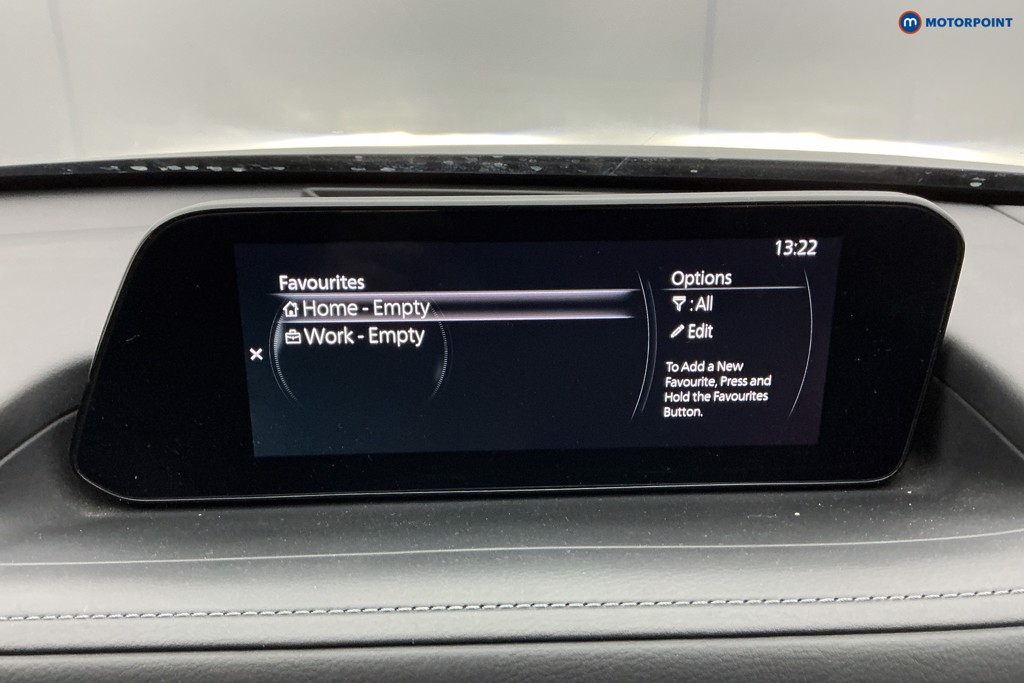 MOTORPOINT
13:22
Favourites
Home - Empty
Work - Empty
Options
: All
Edit
To Add a New
Favourite, Press and
Hold the Favourites
Button.